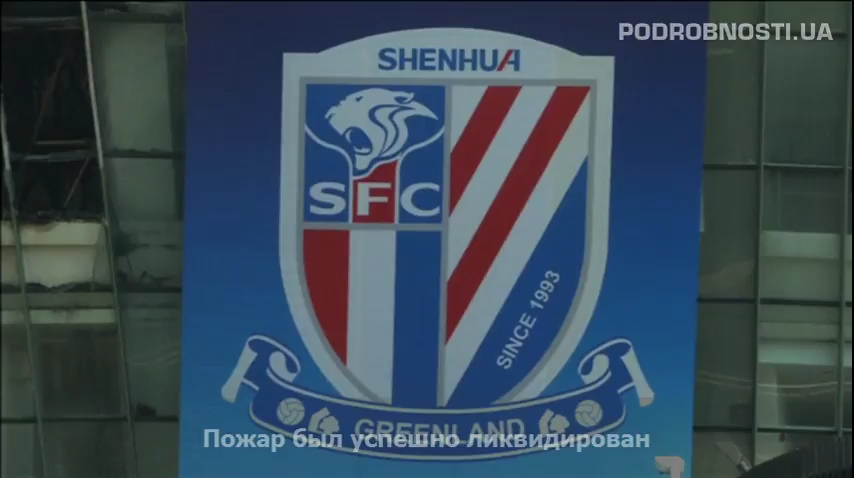 PODROBNOSTI.UA
SHENHUA
SFC
SINCE 1993
GREENLAND
Пожар был успешно ликвидирован